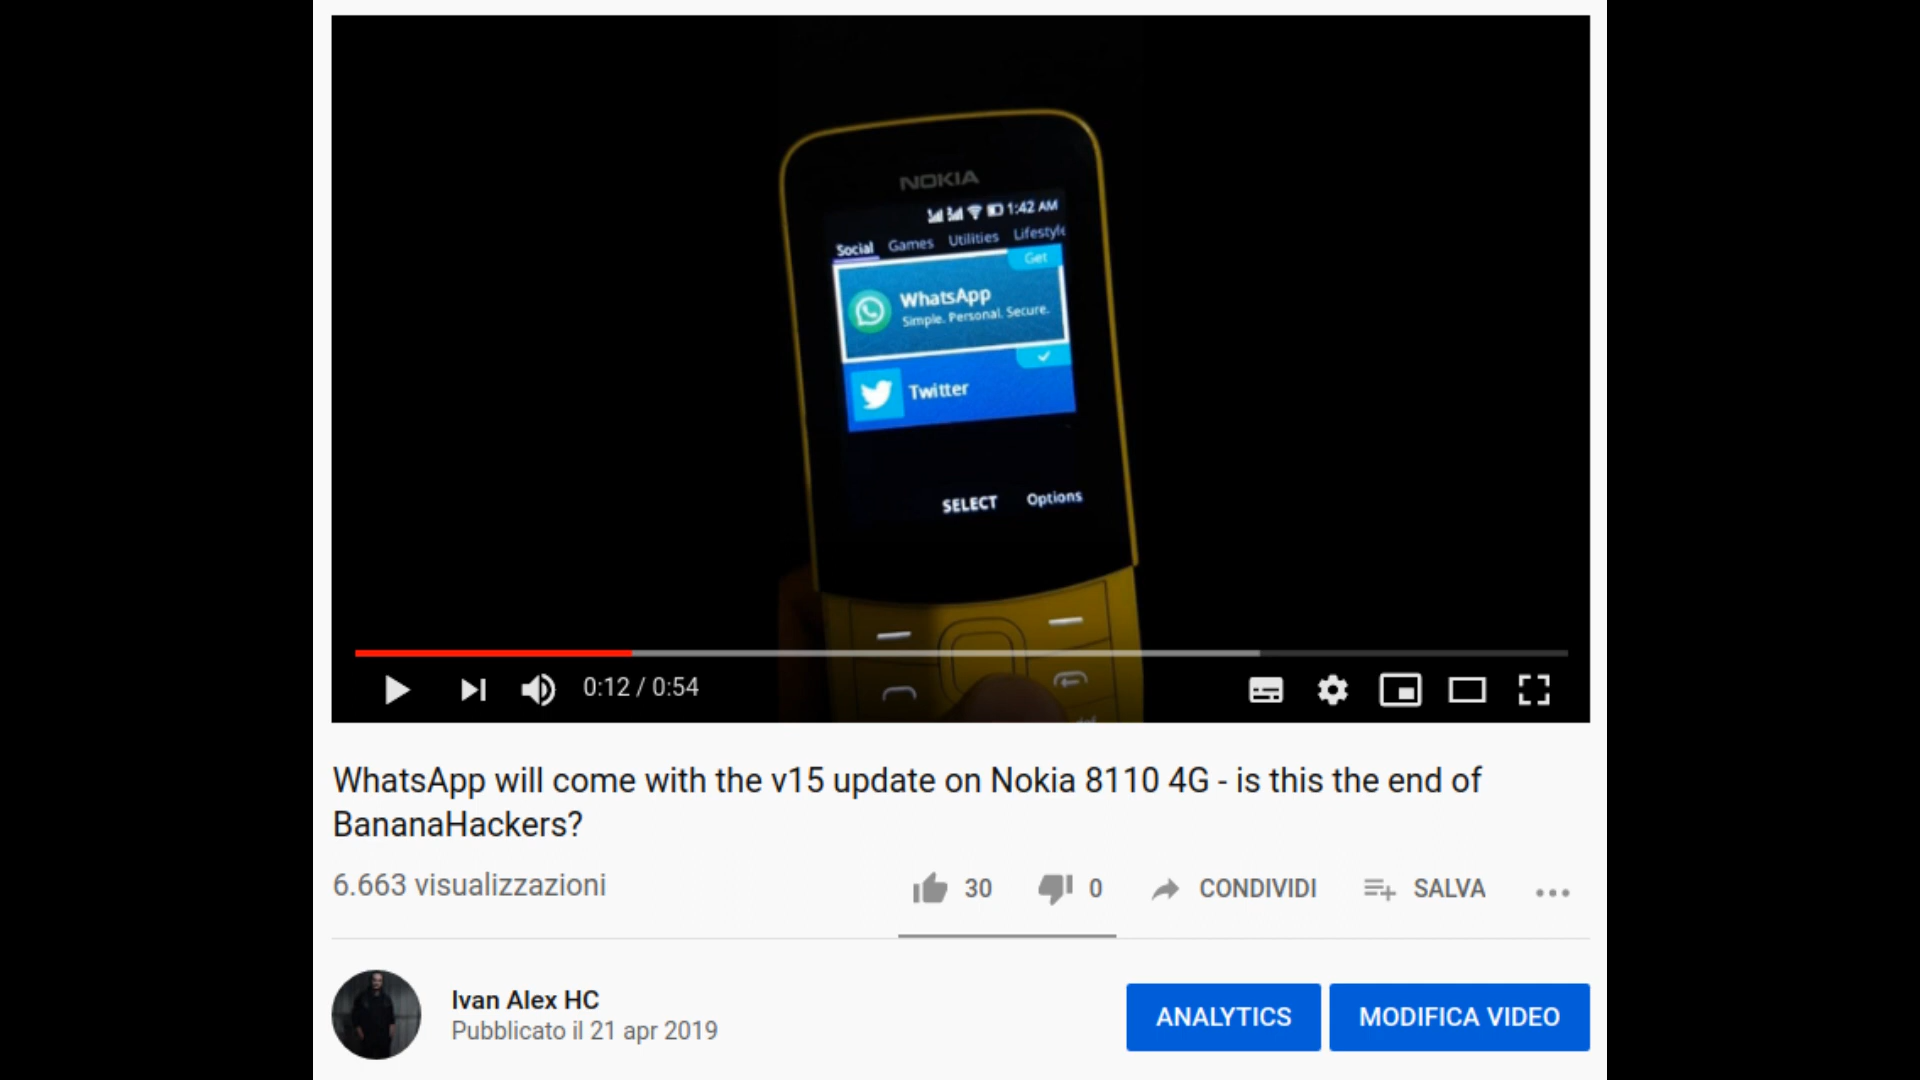 NOKIA
1:42 AM
Social Games Utilities Lifestyle
Get
WhatsApp
Simple. Personal. Secure.
Twitter
SELECT Options
0:12 / 0:54
WhatsApp will come with the v15 update on Nokia 8110 4G - is this the end of
BananaHackers?
6.663 visualizzazioni
30
0
CONDIVIDI
SALVA
Ivan Alex HC
Pubblicato il 21 apr 2019
ANALYTICS
MODIFICA VIDEO